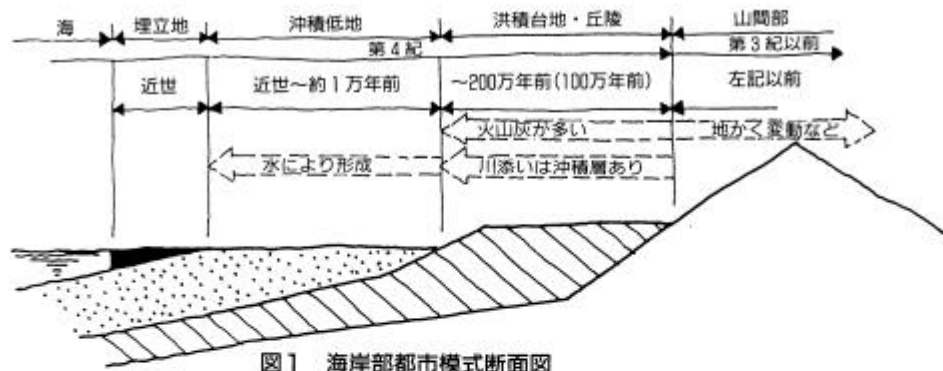 海 埋立地 沖積低地 洪積台地・丘陵 山間部
第4紀 第3紀以前
近世 近世～約1万年前 ～200万年前(100万年前) 左記以前
火山灰が多い 地かく変動など
水により形成 川添いは沖積層あり
図1 海岸部都市模式断面図